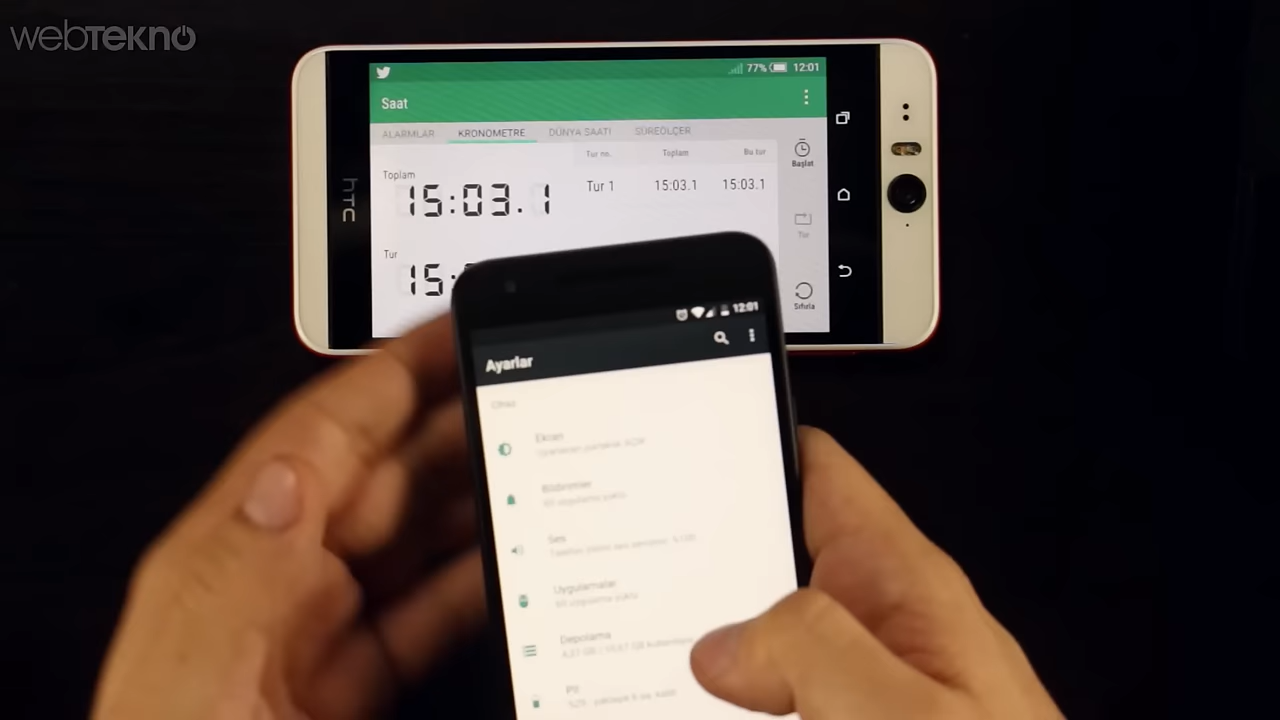 webTEKNO
77% 12:01
Saat
ALARMLAR KRONOMETRE DÜNYA SAATİ SÜREÖLÇER
Tur no. Toplam Bu tur
Toplam
15:03.1
Tur 1 15:03.1 15:03.1
Başlat
Tur
Sıfırla
Tur
15:
hTC
12:01
Ayarlar
Cihaz
Ekran
Bildirimler
Ses
Uygulamalar
Depolama
Pil